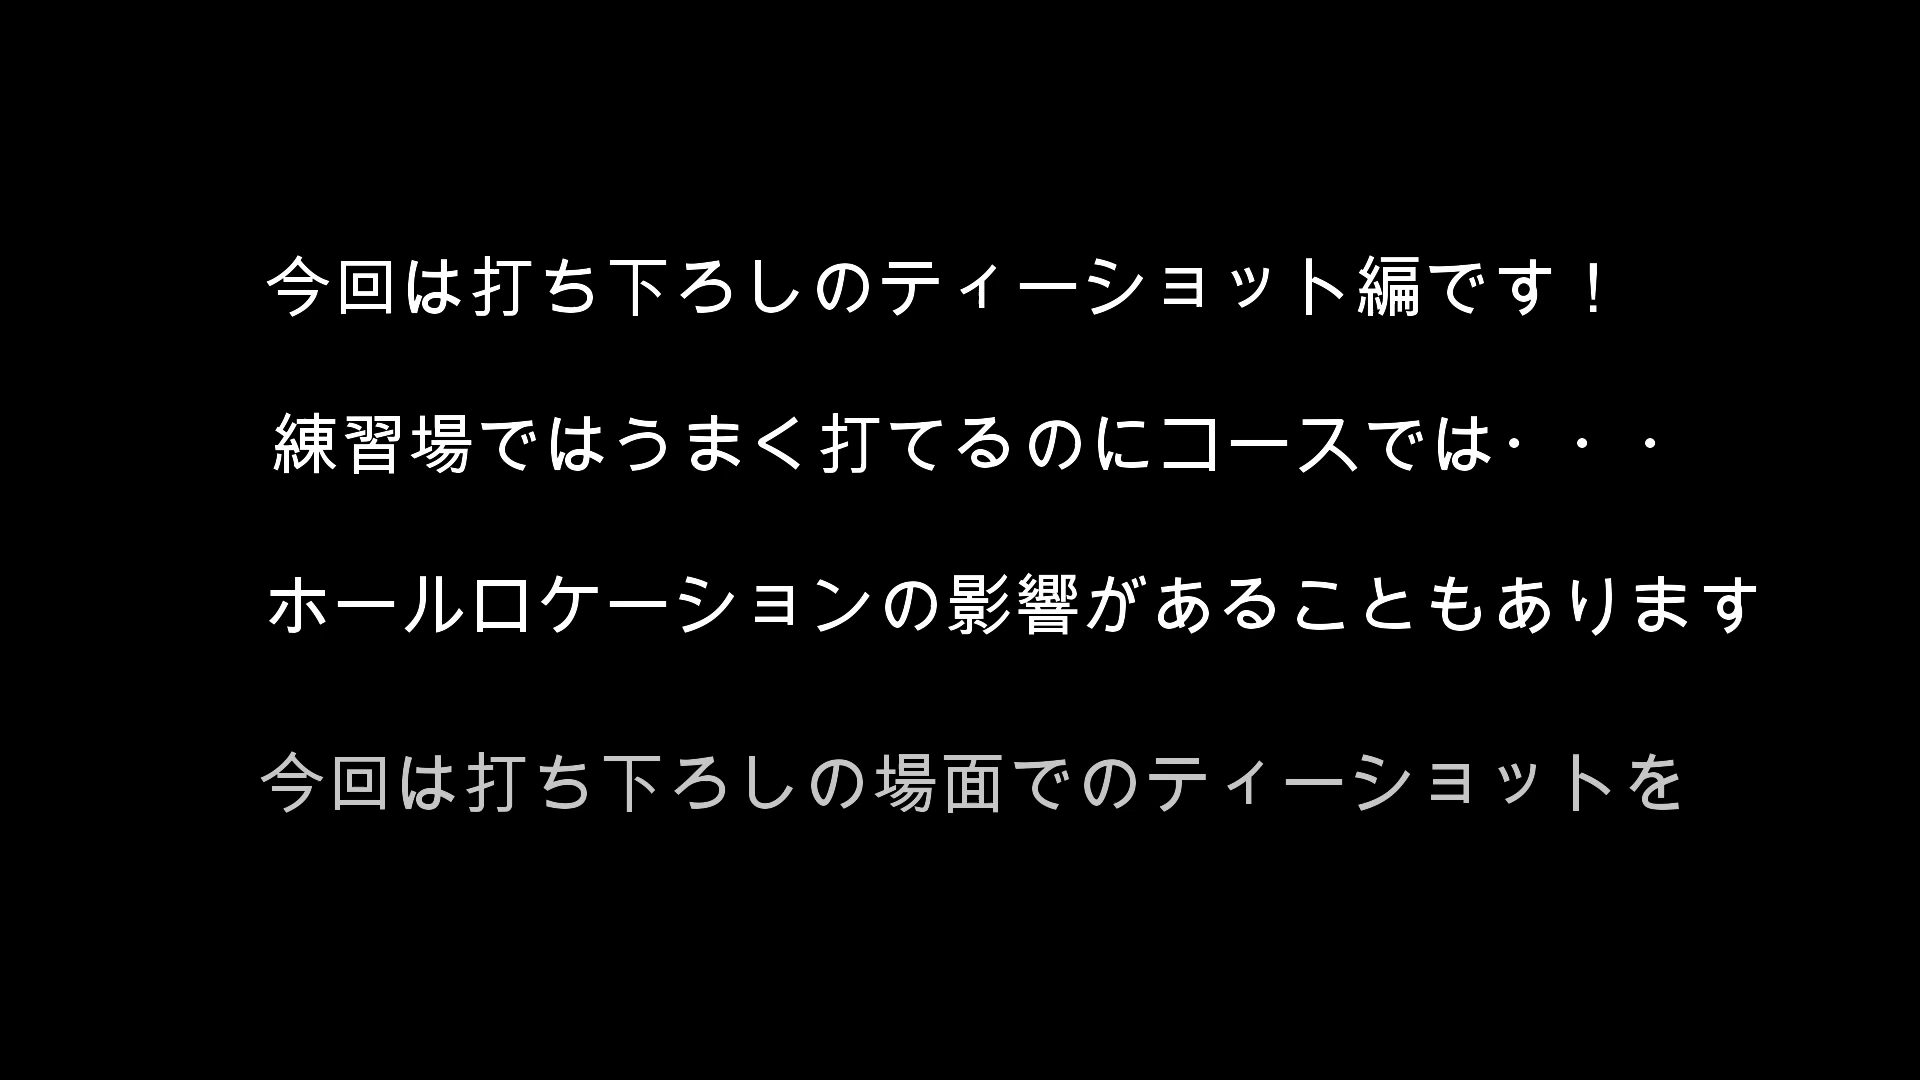 今回は打ち下ろしのティーショット編です！
練習場ではうまく打てるのにコースでは・・・
ホールロケーションの影響があることもあります
今回は打ち下ろしの場面でのティーショットを